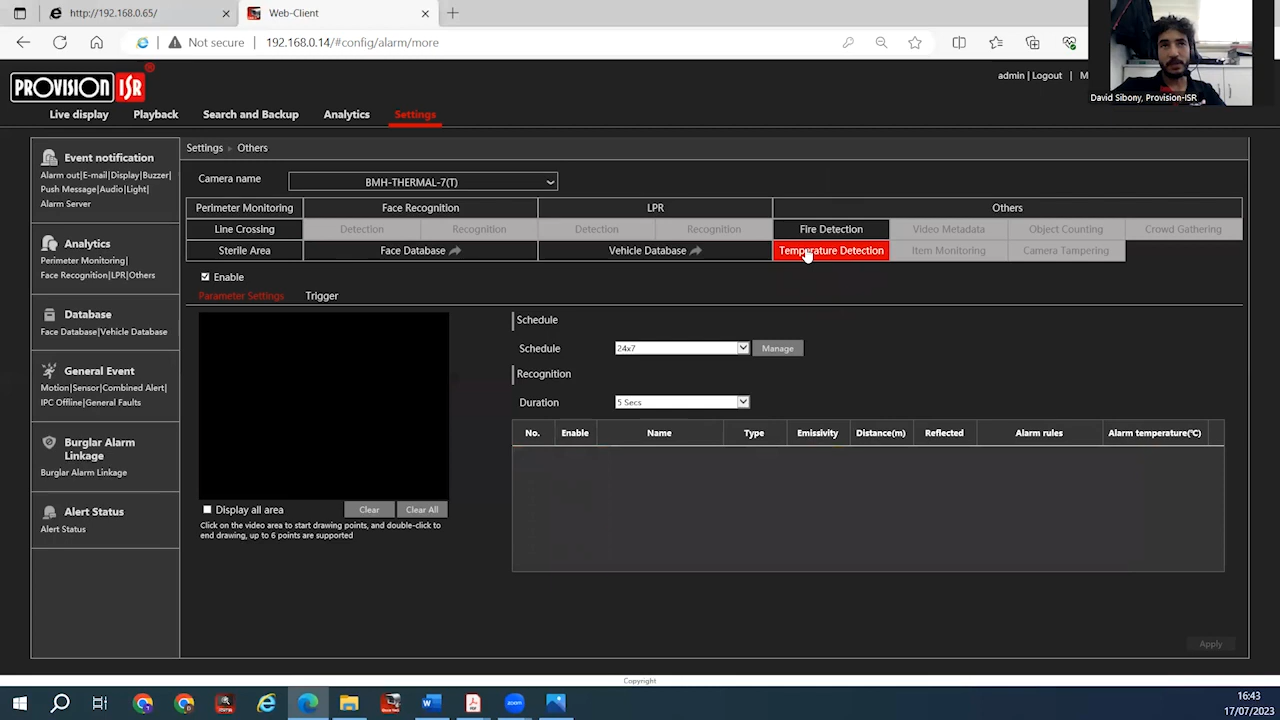 http://192.168.0.65/
Web-Client
Not secure
192.168.0.14/#config/alarm/more
PROVISION ISR
admin | Logout | M
David Sibony, Provision-ISR
Live display
Playback
Search and Backup
Analytics
Settings
Event notification
Alarm out|E-mail|Display|Buzzer|
Push Message|Audio|Light|
Alarm Server
Analytics
Perimeter Monitoring|
Face Recognition|LPR|Others
Database
Face Database|Vehicle Database
General Event
Motion|Sensor|Combined Alert|
IPC Offline|General Faults
Burglar Alarm
Linkage
Burglar Alarm Linkage
Alert Status
Alert Status
Settings Others
Camera name BMH-THERMAL-7(T)
Perimeter Monitoring Face Recognition LPR Others
Line Crossing Detection Recognition Detection Recognition Fire Detection Video Metadata Object Counting Crowd Gathering
Sterile Area Face Database Vehicle Database Temperature Detection Item Monitoring Camera Tampering
Enable
Parameter Settings Trigger
Display all area Clear Clear All
Click on the video area to start drawing points, and double-click to
end drawing, up to 6 points are supported
Schedule
Schedule 24x7 Manage
Recognition
Duration 5 Secs
No. Enable Name Type Emissivity Distance(m) Reflected Alarm rules Alarm temperature(℃)
Apply
Copyright
16:43
17/07/2023